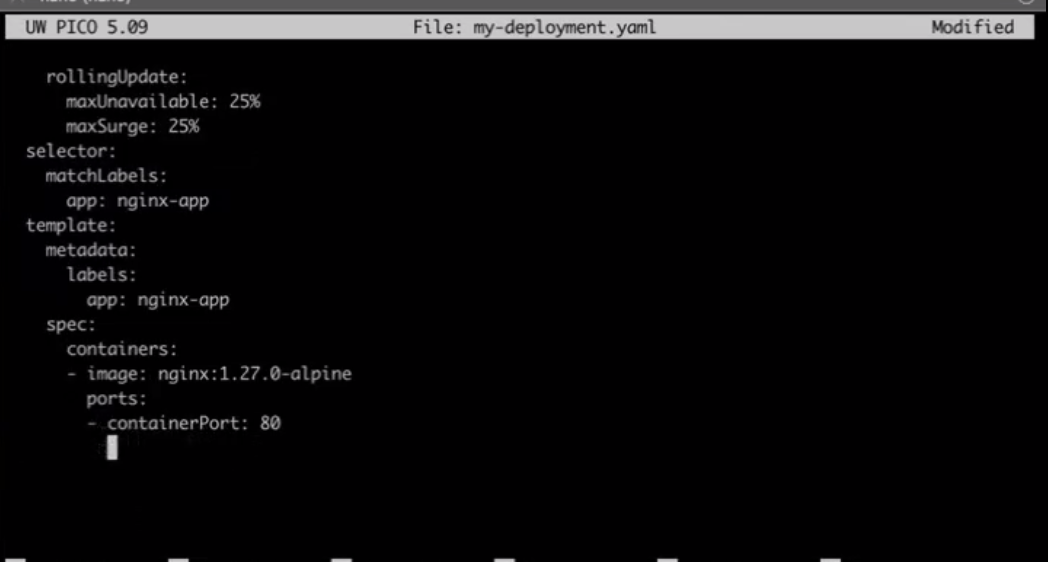 UW PICO 5.09 File: my-deployment.yaml Modified
rollingUpdate:
maxUnavailable: 25%
maxSurge: 25%
selector:
matchLabels:
app: nginx-app
template:
metadata:
labels:
app: nginx-app
spec:
containers:
- image: nginx:1.27.0-alpine
ports:
- containerPort: 80